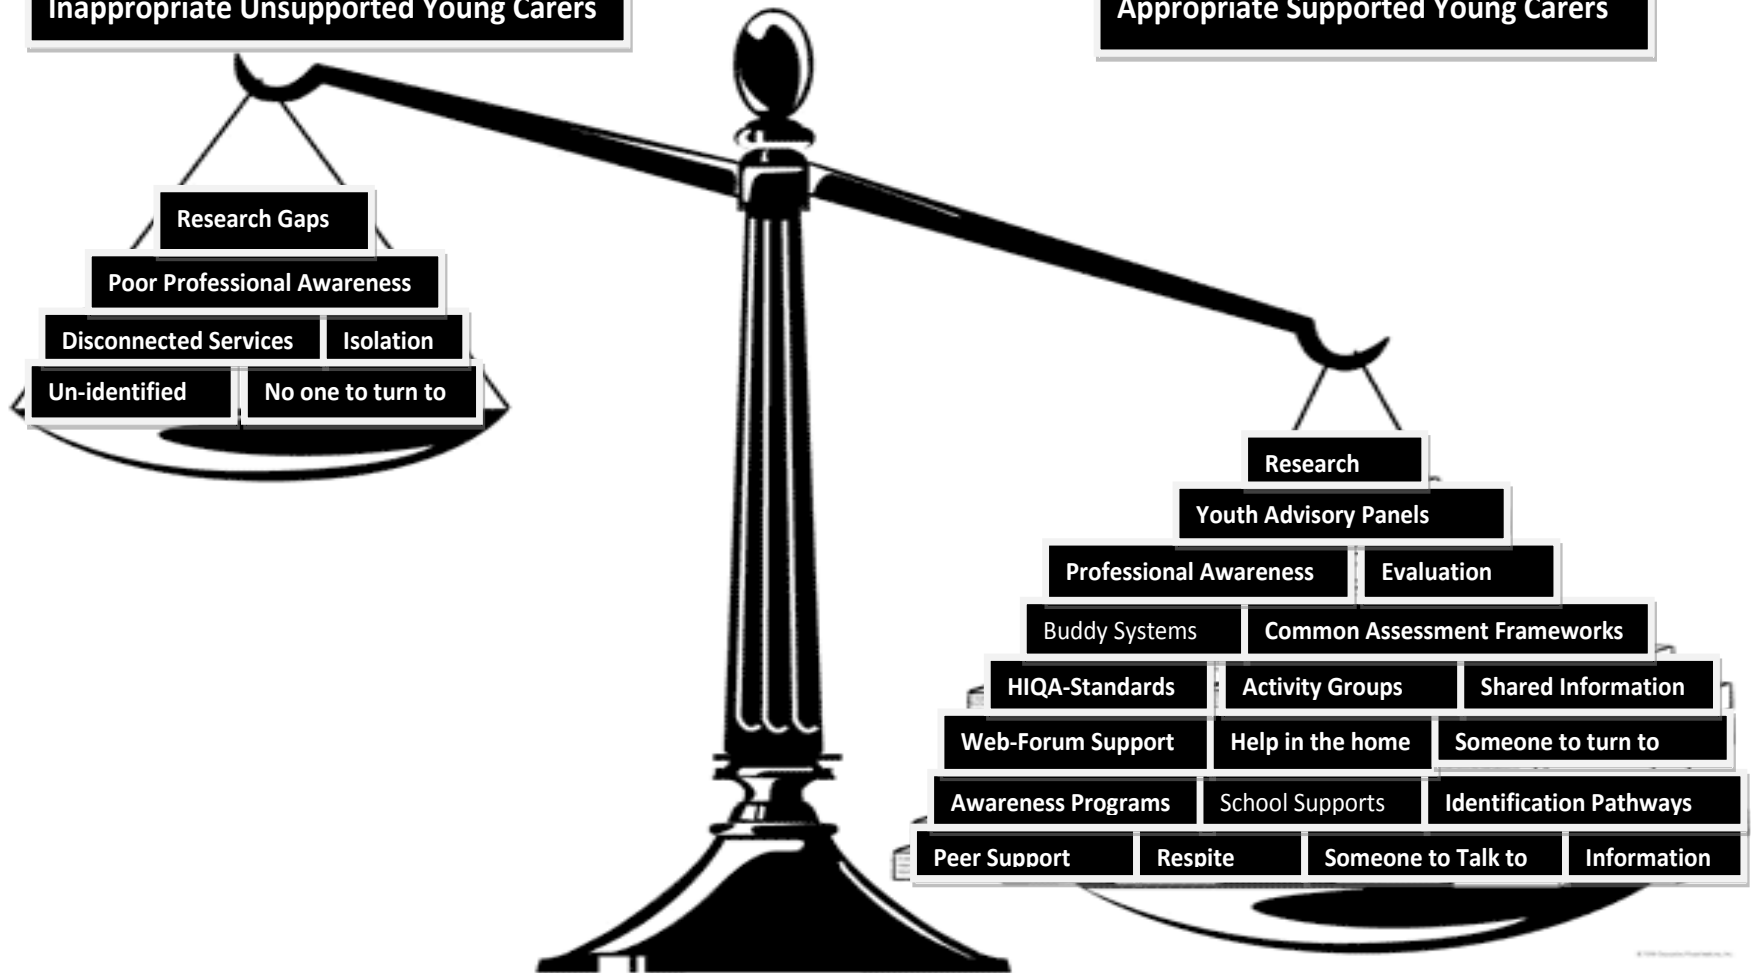 Inappropriate Unsupported Young Carers
Appropriate Supported Young Carers
Research Gaps
Poor Professional Awareness
Disconnected Services
Isolation
Un-identified
No one to turn to
Research
Youth Advisory Panels
Professional Awareness
Evaluation
Buddy Systems
Common Assessment Frameworks
HIQA-Standards
Activity Groups
Shared Information
Web-Forum Support
Help in the home
Someone to turn to
Awareness Programs
School Supports
Identification Pathways
Peer Support
Respite
Someone to Talk to
Information